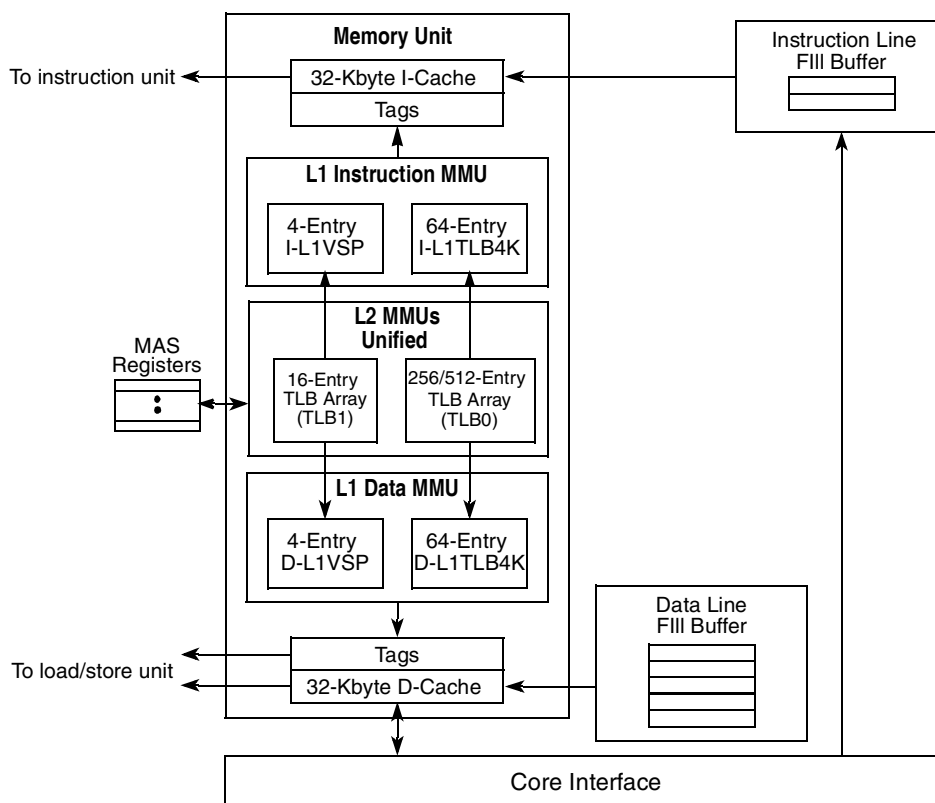 Memory Unit
Instruction Line
FIll Buffer
To instruction unit
32-Kbyte I-Cache
Tags
L1 Instruction MMU
4-Entry
I-L1VSP
64-Entry
I-L1TLB4K
L2 MMUs
Unified
MAS
Registers
16-Entry
TLB Array
(TLB1)
256/512-Entry
TLB Array
(TLB0)
L1 Data MMU
4-Entry
D-L1VSP
64-Entry
D-L1TLB4K
Data Line
FIll Buffer
To load/store unit
Tags
32-Kbyte D-Cache
Core Interface